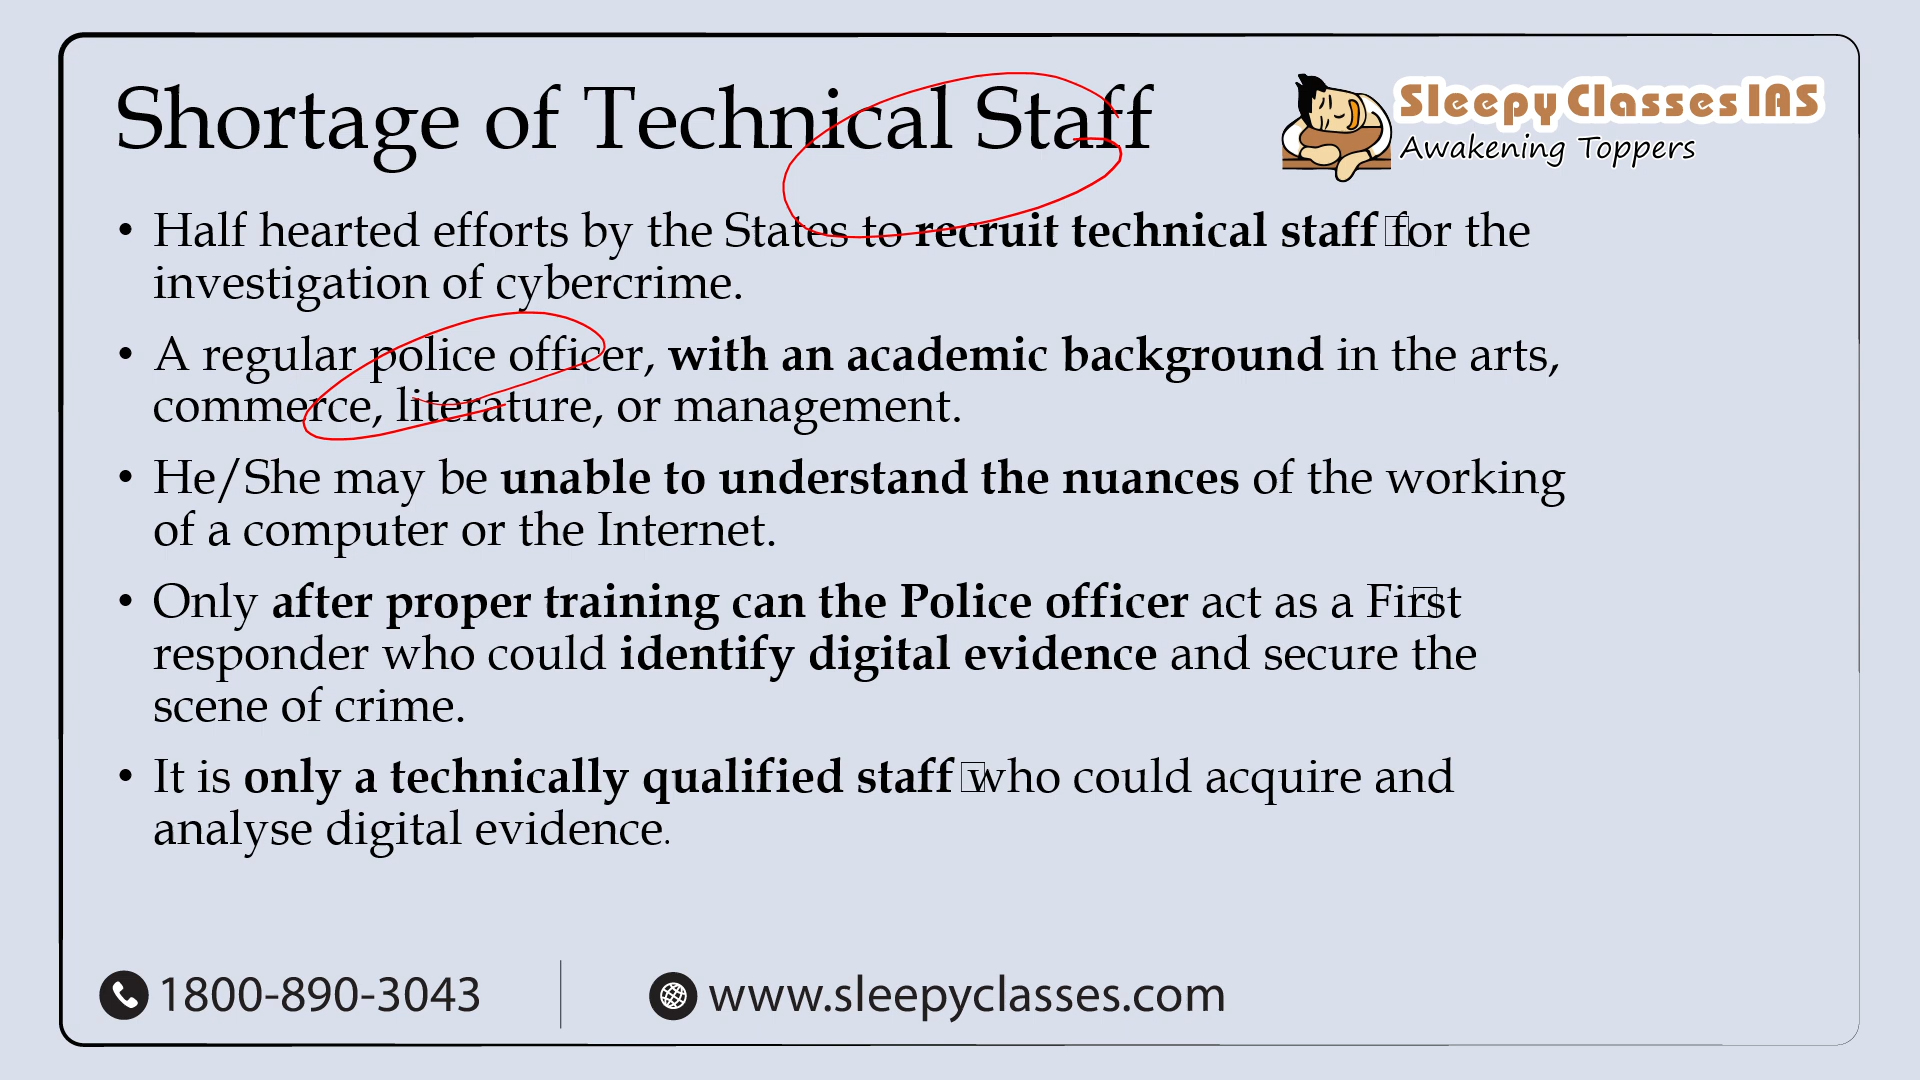 Shortage of Technical Staff
Sleepy Classes IAS
Awakening Toppers
• Half hearted efforts by the States to recruit technical staff for the
investigation of cybercrime.
• A regular police officer, with an academic background in the arts,
commerce, literature, or management.
• He/She may be unable to understand the nuances of the working
of a computer or the Internet.
• Only after proper training can the Police officer act as a First
responder who could identify digital evidence and secure the
scene of crime.
• It is only a technically qualified staff who could acquire and
analyse digital evidence.
1800-890-3043
www.sleepyclasses.com